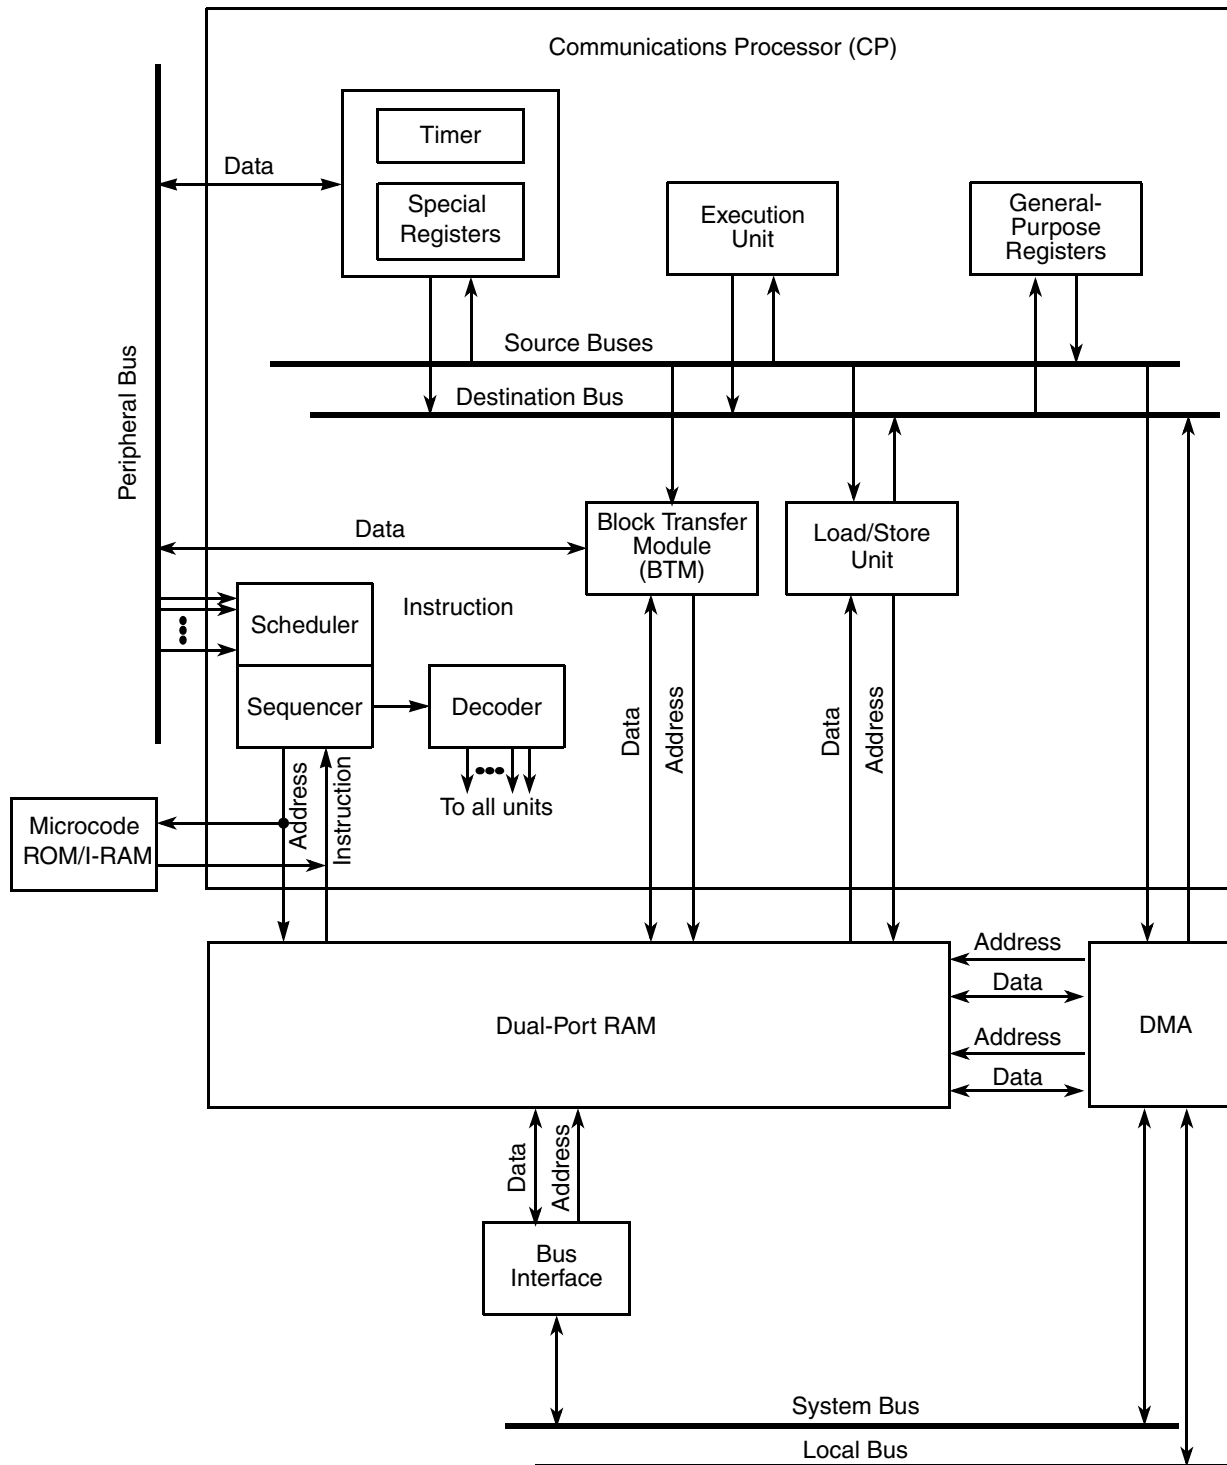 Communications Processor (CP)
Timer
Data
Special
Registers
Execution
Unit
General-
Purpose
Registers
Source Buses
Destination Bus
Peripheral Bus
Data
Block Transfer
Module
(BTM)
Load/Store
Unit
Instruction
Scheduler
Sequencer
Decoder
Data
Address
Data
Address
Address
Instruction
To all units
Microcode
ROM/I-RAM
Address
Data
Dual-Port RAM
DMA
Address
Data
Data
Address
Bus
Interface
System Bus
Local Bus